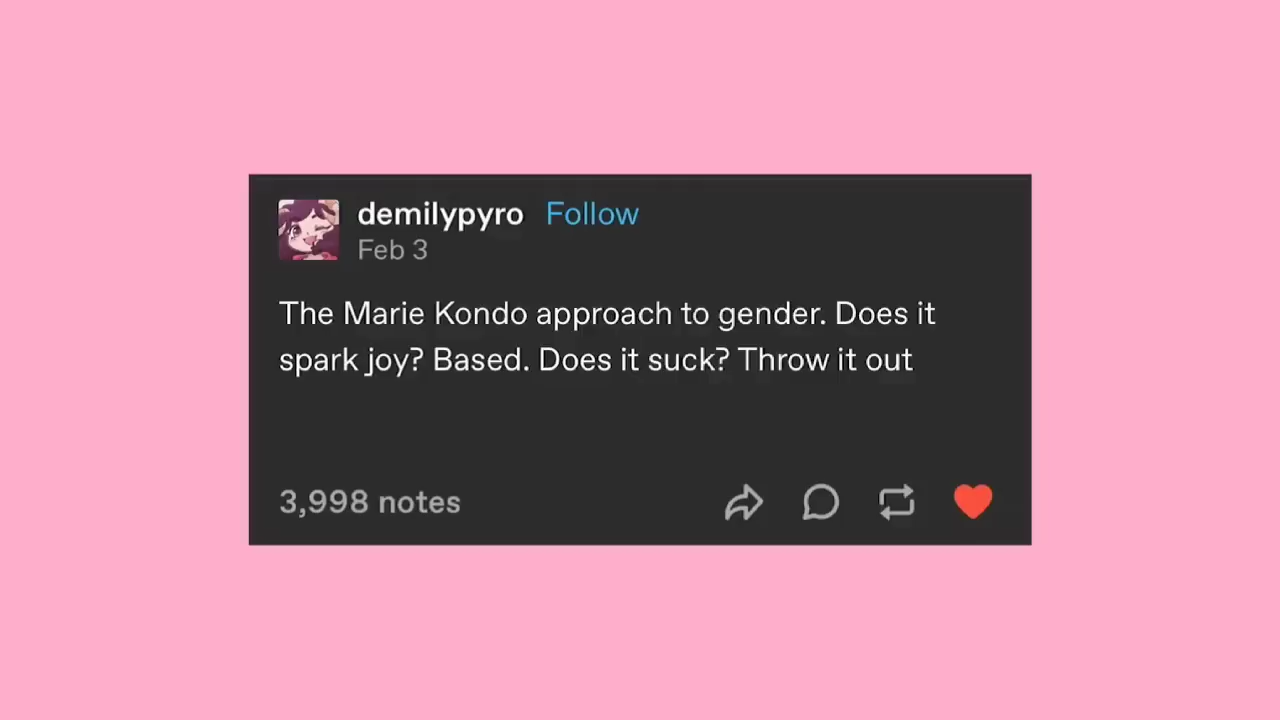 demilypyro Follow
Feb 3
The Marie Kondo approach to gender. Does it
spark joy? Based. Does it suck? Throw it out
3,998 notes